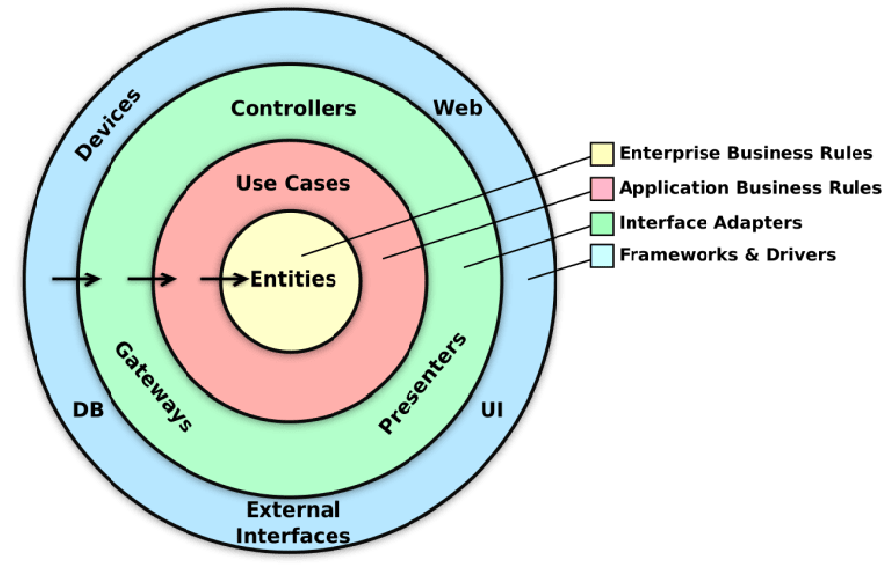 Devices
Controllers
Web
Use Cases
Entities
Gateways
Presenters
DB
UI
External
Interfaces
Enterprise Business Rules
Application Business Rules
Interface Adapters
Frameworks & Drivers